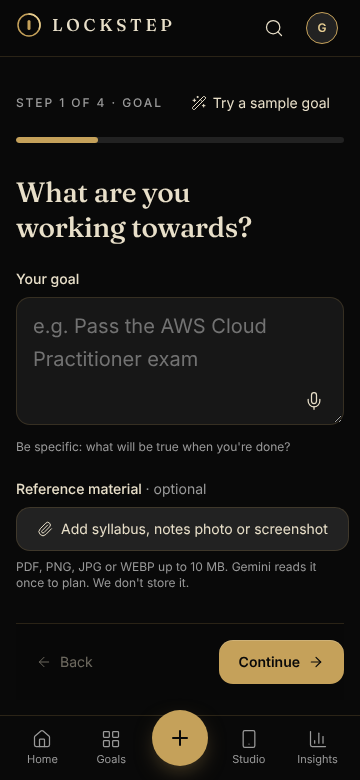 LOCKSTEP
G
STEP 1 OF 4 · GOAL
Try a sample goal
What are you
working towards?
Your goal
e.g. Pass the AWS Cloud
Practitioner exam
Be specific: what will be true when you're done?
Reference material · optional
Add syllabus, notes photo or screenshot
PDF, PNG, JPG or WEBP up to 10 MB. Gemini reads it
once to plan. We don't store it.
Back
Continue
Home
Goals
Studio
Insights